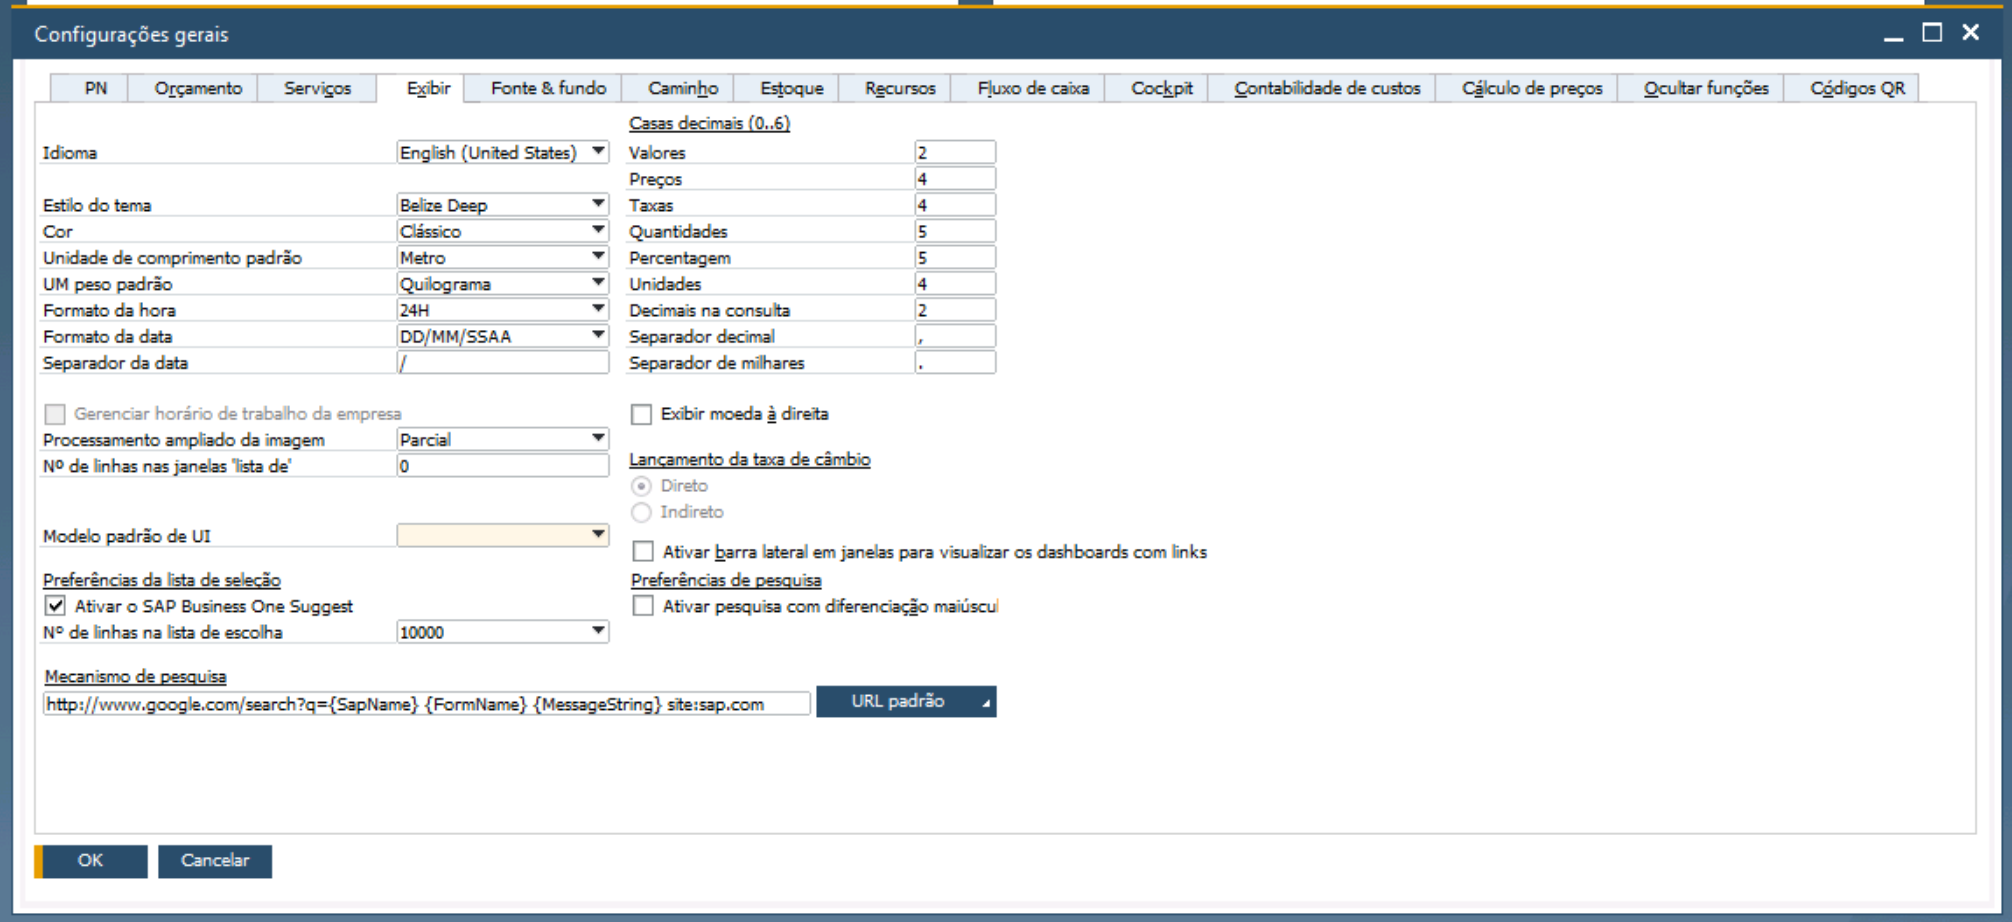 Configurações gerais
PN Orçamento Serviços Exibir Fonte & fundo Caminho Estoque Recursos Fluxo de caixa Cockpit Contabilidade de custos Cálculo de preços Ocultar funções Códigos QR
Casas decimais (0..6)
Idioma English (United States) Valores 2
Preços 4
Estilo do tema Belize Deep Taxas 4
Cor Clássico Quantidades 5
Unidade de comprimento padrão Metro Percentagem 5
UM peso padrão Quilograma Unidades 4
Formato da hora 24H Decimais na consulta 2
Formato da data DD/MM/SSAA Separador decimal ,
Separador da data / Separador de milhares .
Gerenciar horário de trabalho da empresa Exibir moeda à direita
Processamento ampliado da imagem Parcial
Nº de linhas nas janelas 'lista de' 0 Lançamento da taxa de câmbio
Direto
Indireto
Modelo padrão de UI
Ativar barra lateral em janelas para visualizar os dashboards com links
Preferências da lista de seleção Preferências de pesquisa
Ativar o SAP Business One Suggest Ativar pesquisa com diferenciação maiúscul
Nº de linhas na lista de escolha 10000
Mecanismo de pesquisa
http://www.google.com/search?q={SapName} {FormName} {MessageString} site:sap.com URL padrão
OK Cancelar